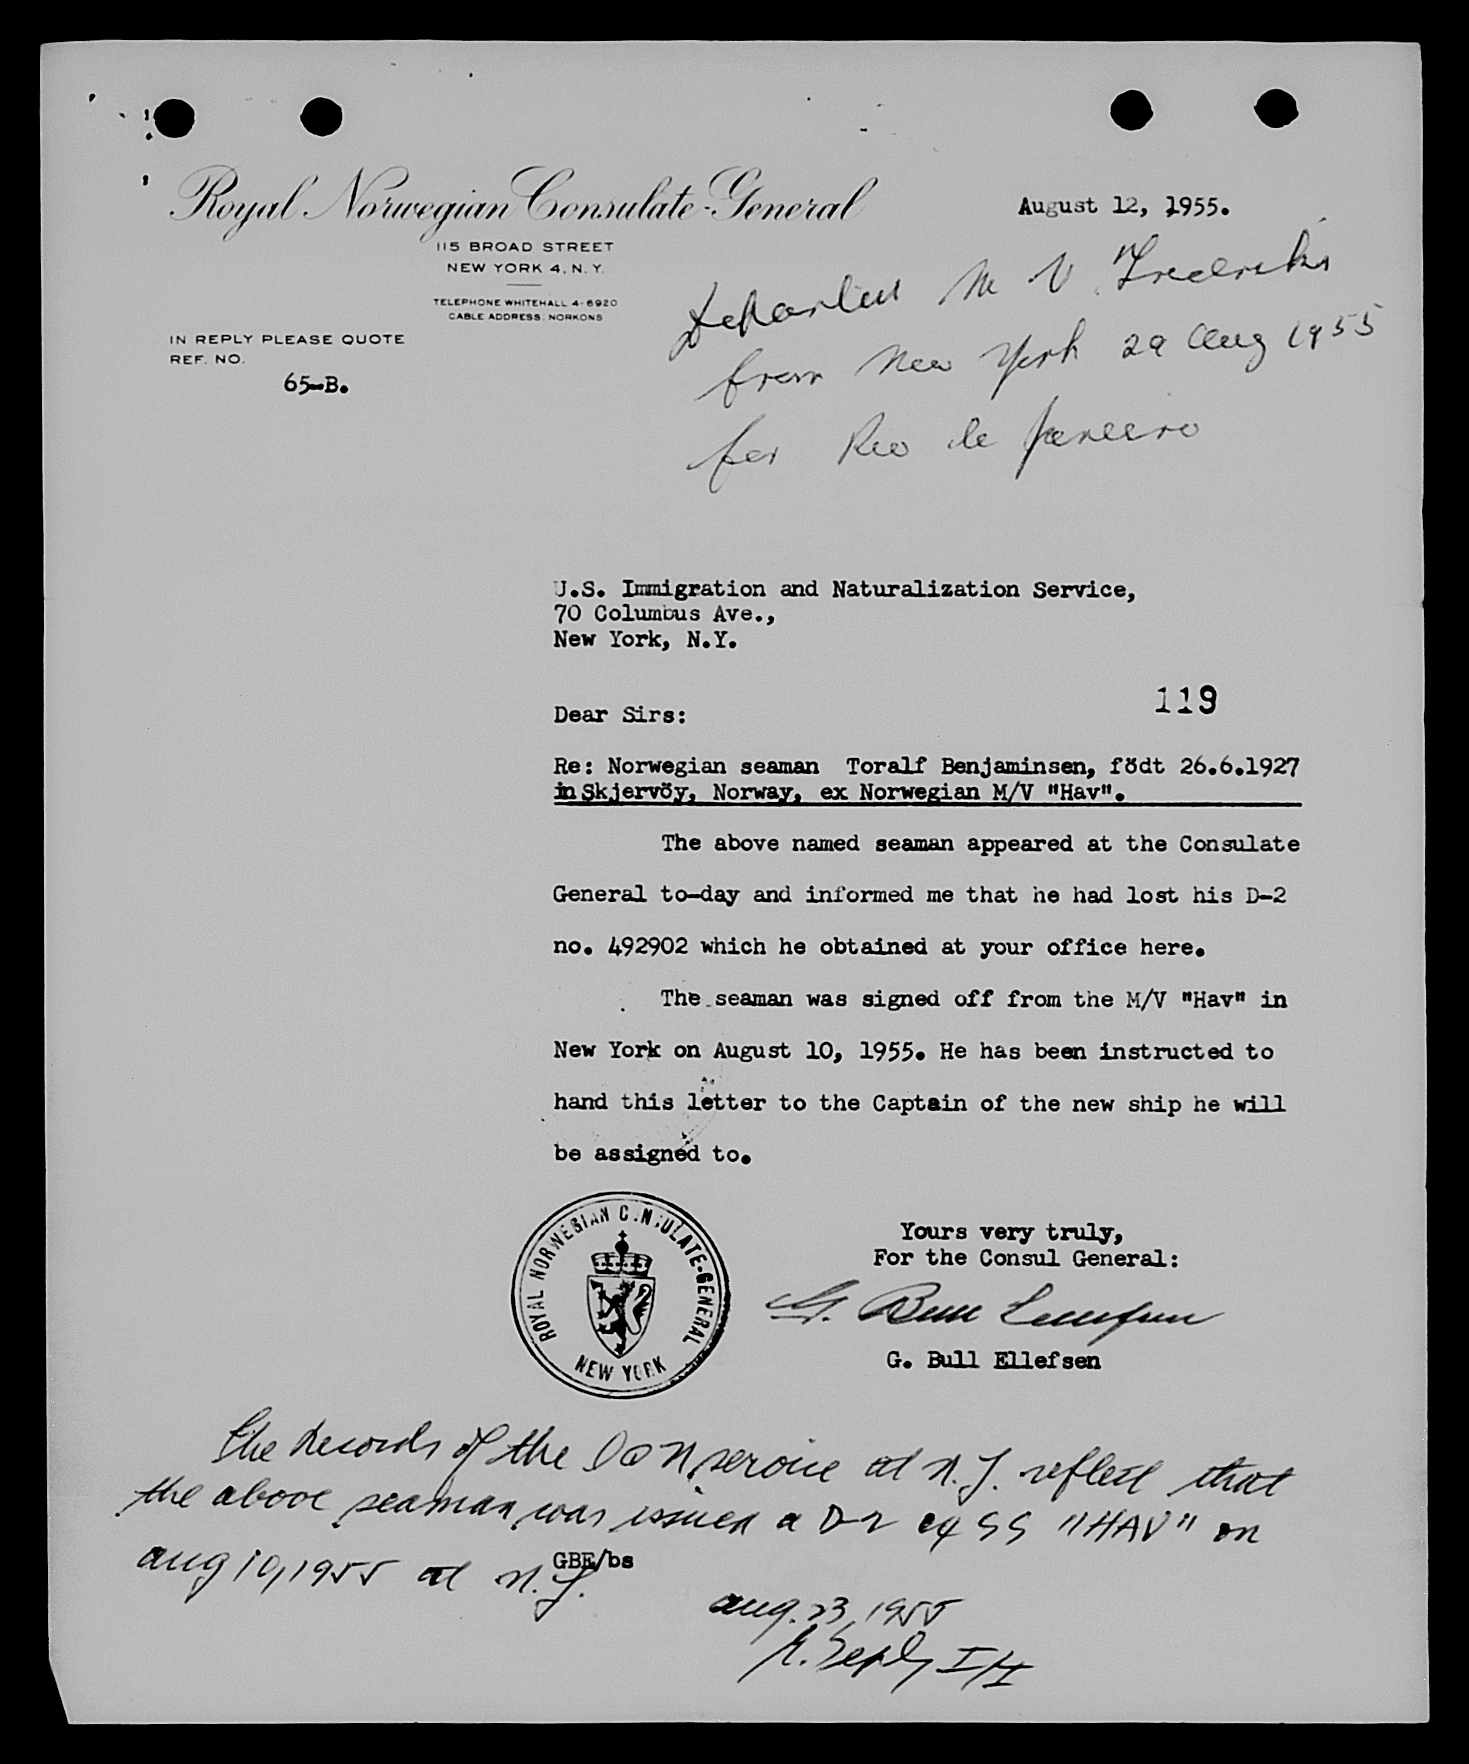 Royal Norwegian Consulate-General
115 BROAD STREET
NEW YORK 4, N. Y.
TELEPHONE WHITEHALL 4-6920
CABLE ADDRESS: NORKONS
IN REPLY PLEASE QUOTE
REF. NO.
65-B.
August 12, 1955.
Departed M V
from New York 29 Aug 1955
for Rio de Janeiro
U.S. Immigration and Naturalization Service,
70 Columbus Ave.,
New York, N.Y.
119
Dear Sirs:
Re: Norwegian seaman Toralf Benjaminsen, födt 26.6.1927
in Skjervöy, Norway, ex Norwegian M/V "Hav".
The above named seaman appeared at the Consulate
General to-day and informed me that he had lost his D-2
no. 492902 which he obtained at your office here.
The seaman was signed off from the M/V "Hav" in
New York on August 10, 1955. He has been instructed to
hand this letter to the Captain of the new ship he will
be assigned to.
Yours very truly,
For the Consul General:
G. Bull Ellefsen
G. Bull Ellefsen
ROYAL NORWEGIAN CONSULATE-GENERAL
NEW YORK
The records of the I & N service at N.Y. reflect that
the above seaman was issued a D-2 ex SS "HAV" on
aug 10, 1955 at N.Y.
GBE/bs
aug. 23, 1955